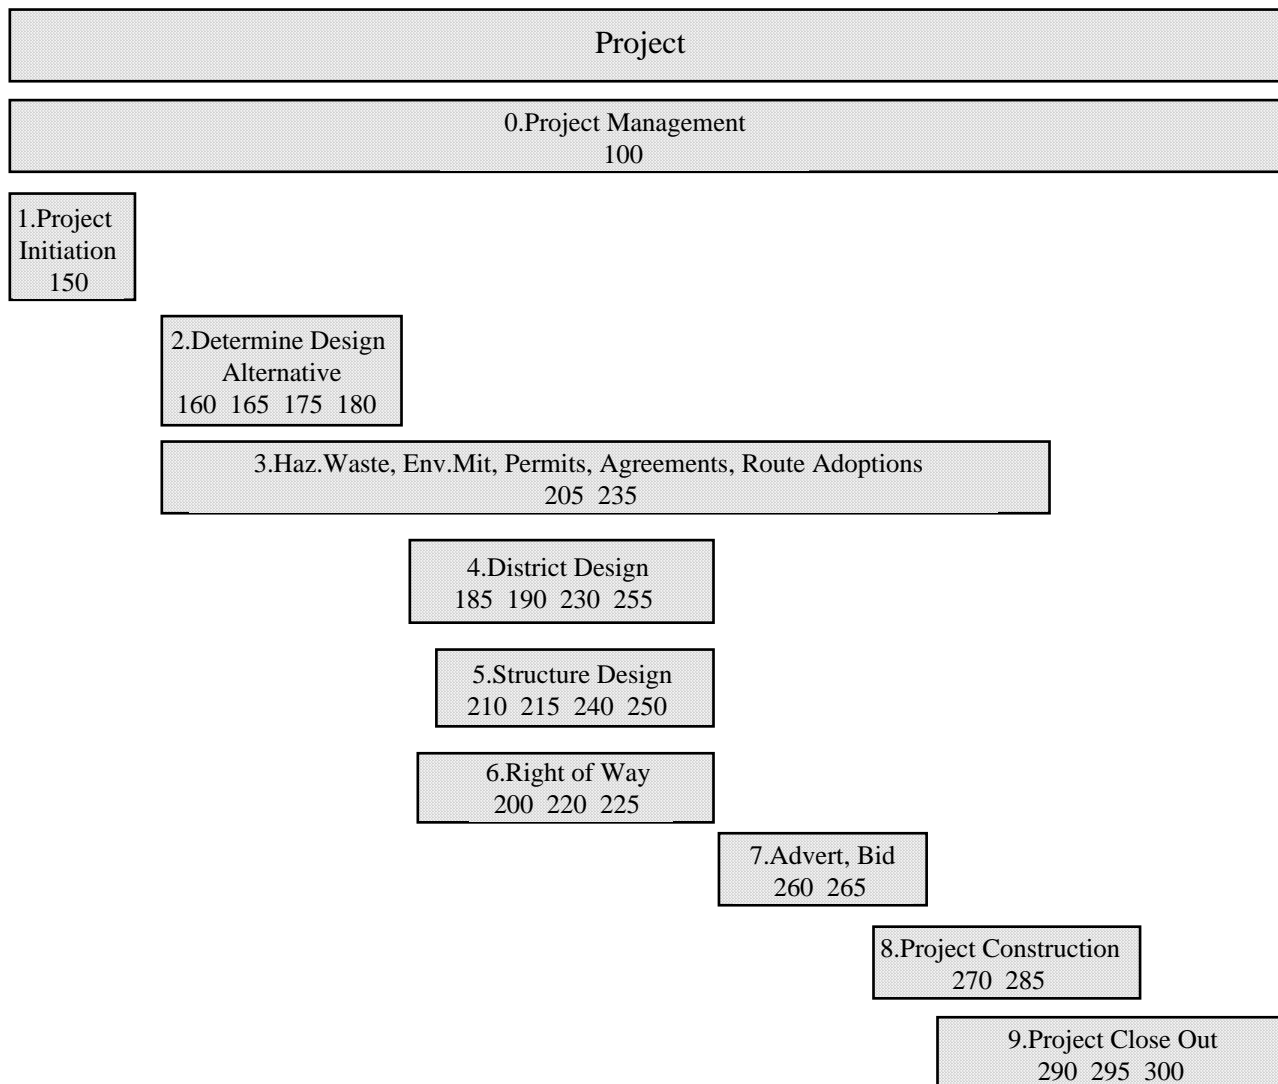 Project
0.Project Management
100
1.Project
Initiation
150
2.Determine Design
Alternative
160 165 175 180
3.Haz.Waste, Env.Mit, Permits, Agreements, Route Adoptions
205 235
4.District Design
185 190 230 255
5.Structure Design
210 215 240 250
6.Right of Way
200 220 225
7.Advert, Bid
260 265
8.Project Construction
270 285
9.Project Close Out
290 295 300